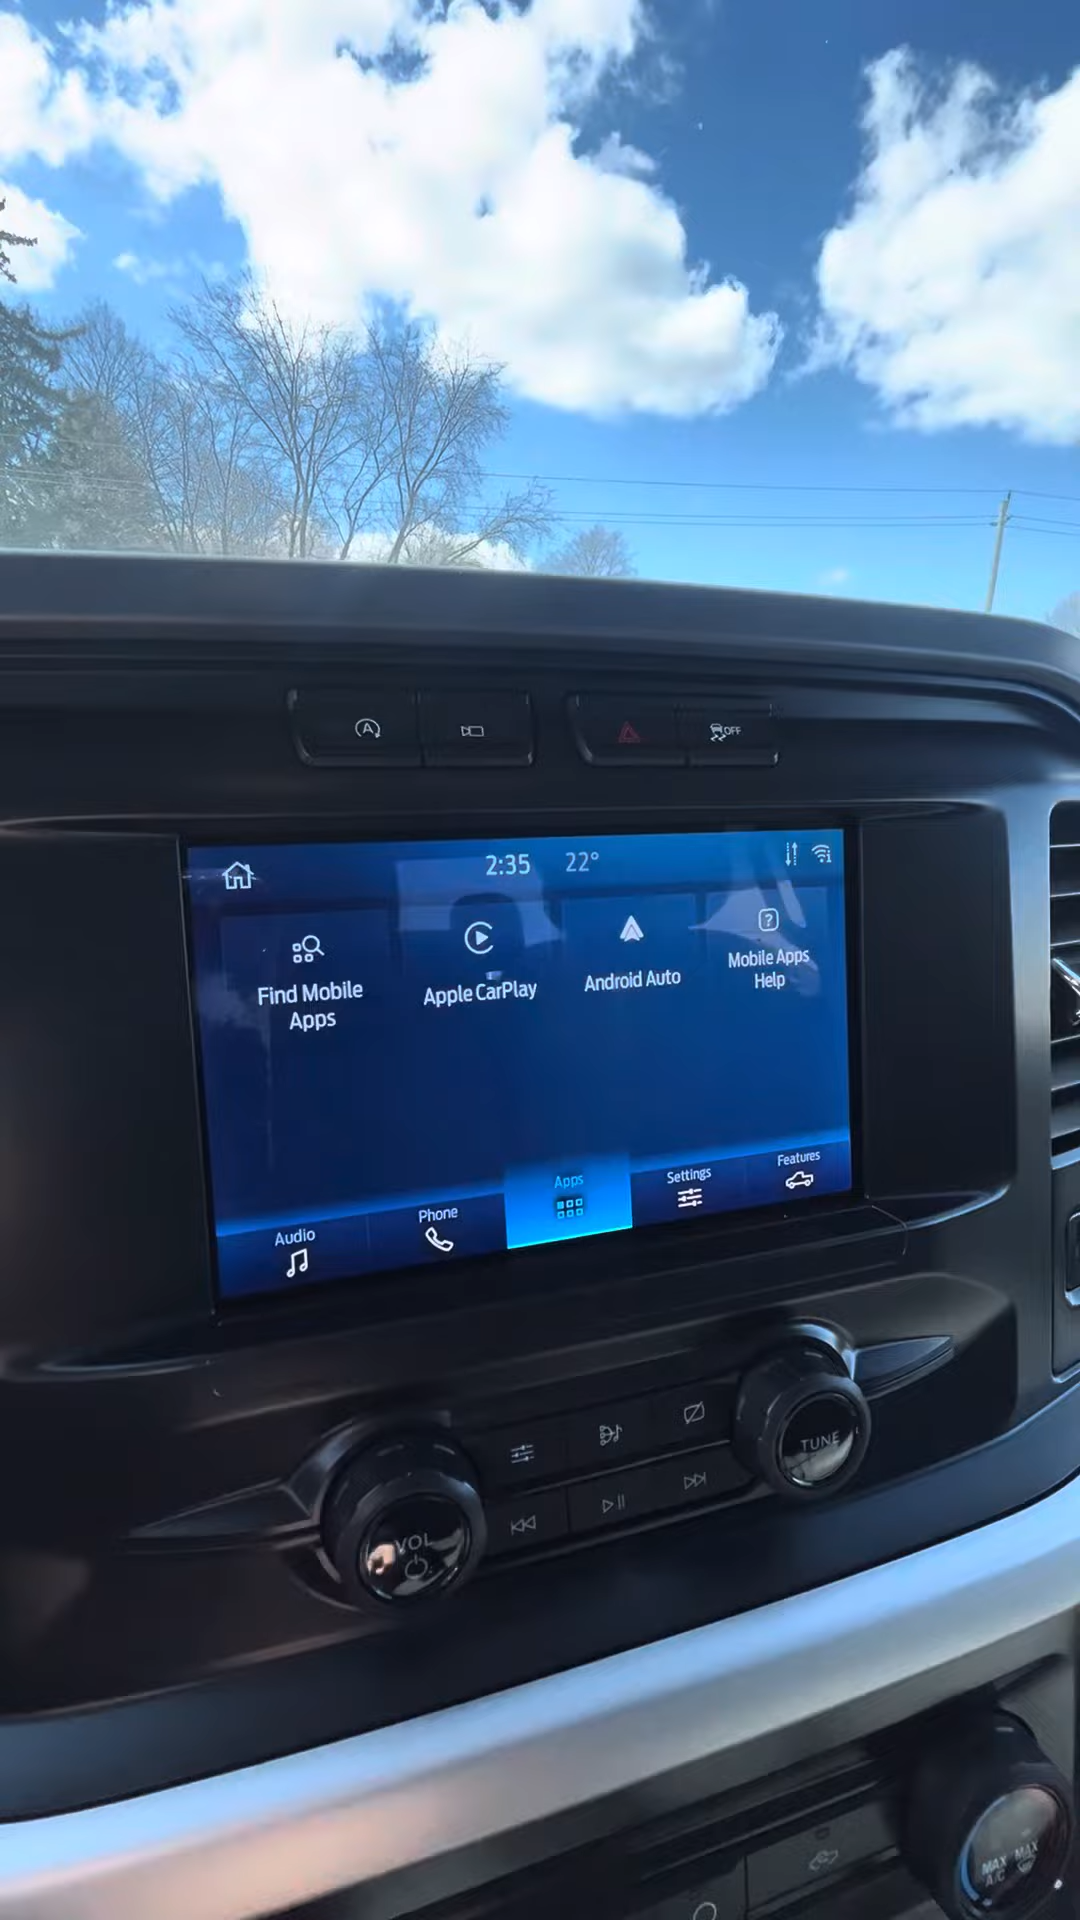 A
OFF
2:35 22°
Find Mobile
Apps
Apple CarPlay
Android Auto
?
Mobile Apps
Help
Audio
Phone
Apps
Settings
Features
VOL
TUNE
MAX
A/C
MAX